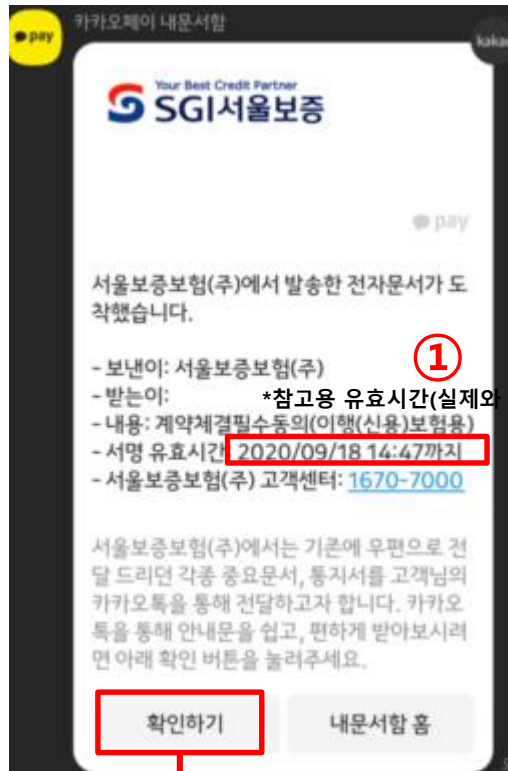 pay
카카오페이 내문서함
kakao
Your Best Credit Partner
SGI서울보증
pay
서울보증보험(주)에서 발송한 전자문서가 도
착했습니다.
①
- 보낸이: 서울보증보험(주)
- 받는이:
*참고용 유효시간(실제와
- 내용: 계약체결필수동의(이행(신용)보험용)
- 서명 유효시간: 2020/09/18 14:47까지
- 서울보증보험(주) 고객센터: 1670-7000
서울보증보험(주)에서는 기존에 우편으로 전
달 드리던 각종 중요문서, 통지서를 고객님의
카카오톡을 통해 전달하고자 합니다. 카카오
톡을 통해 안내문을 쉽고, 편하게 받아보시려
면 아래 확인 버튼을 눌러주세요.
확인하기
내문서함 홈